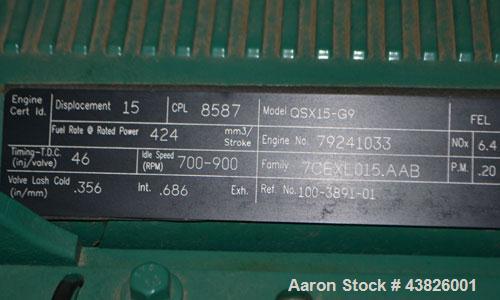 Engine Cert Id. Displacement 15 CPL 8587 Model QSX15-G9 FEL
Fuel Rate @ Rated Power 424 mm3/Stroke Engine No. 79241033 NOx 6.4
Timing-T.D.C. (inj/valve) 46 Idle Speed (RPM) 700-900 Family 7CEXL015.AAB P.M. .20
Valve Lash Cold (in/mm) .356 Int. .686 Exh. Ref. No. 100-3891-01
Aaron Stock # 43826001